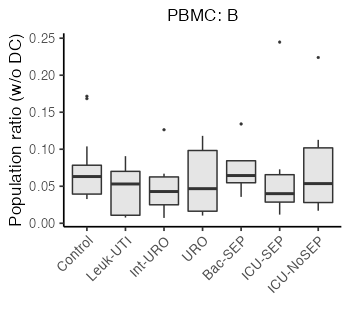 PBMC: B
Population ratio (w/o DC)
0.25
0.20
0.15
0.10
0.05
0.00
Control
Leuk-UTI
Int-URO
URO
Bac-SEP
ICU-SEP
ICU-NoSEP